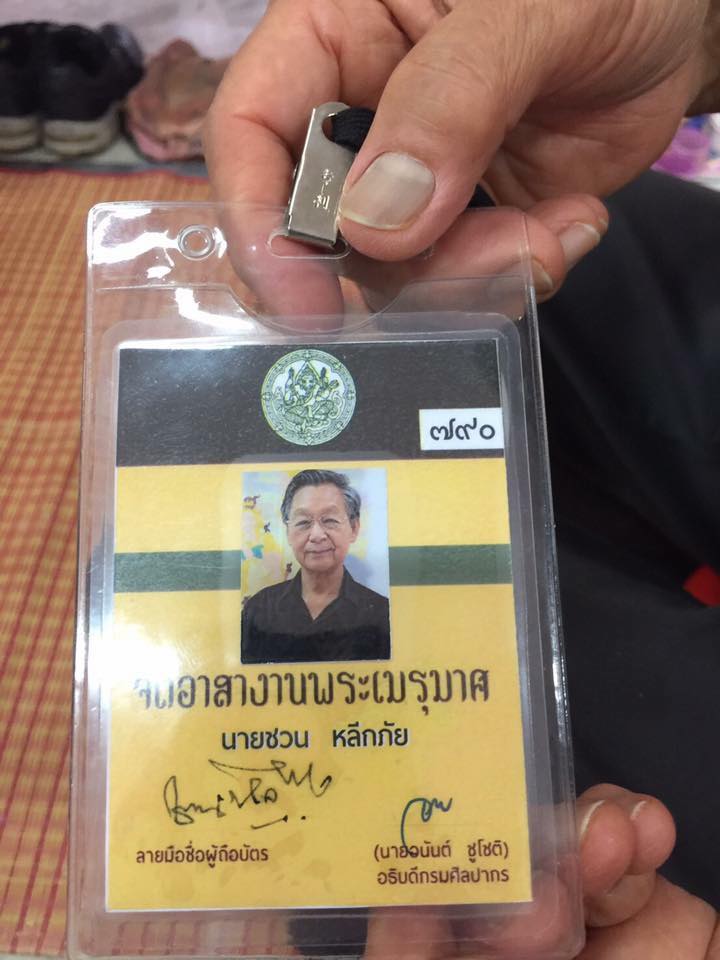 ๗๙๐
จิตอาสางานพระเมรุมาศ
นายชวน หลีกภัย
ลายมือชื่อผู้ถือบัตร
(นายอนันต์ ชูโชติ)
อธิบดีกรมศิลปากร